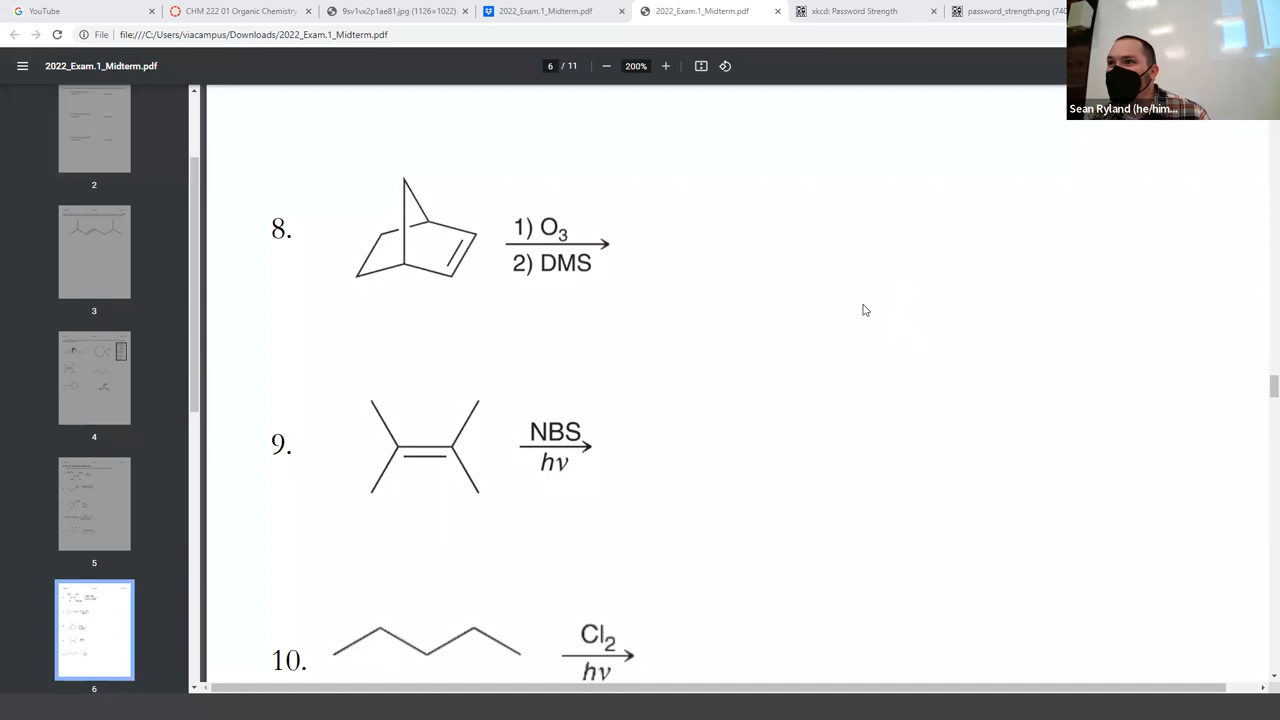 YouTube
CHM 222 01 Organic Chemistry
9sv1vx2p1ae81.jpg (1126×1022)
2022_Exam.1_Midterm.pdf
2022_Exam.1_Midterm.pdf
xkcd: Password Strength
password_strength.png (740
File
file:///C:/Users/viacampus/Downloads/2022_Exam.1_Midterm.pdf
2022_Exam.1_Midterm.pdf
6 / 11
200%
Sean Ryland (he/him...
2
3
4
5
6
8.
1) O3
2) DMS
9.
NBS
hν
10.
Cl2
hν